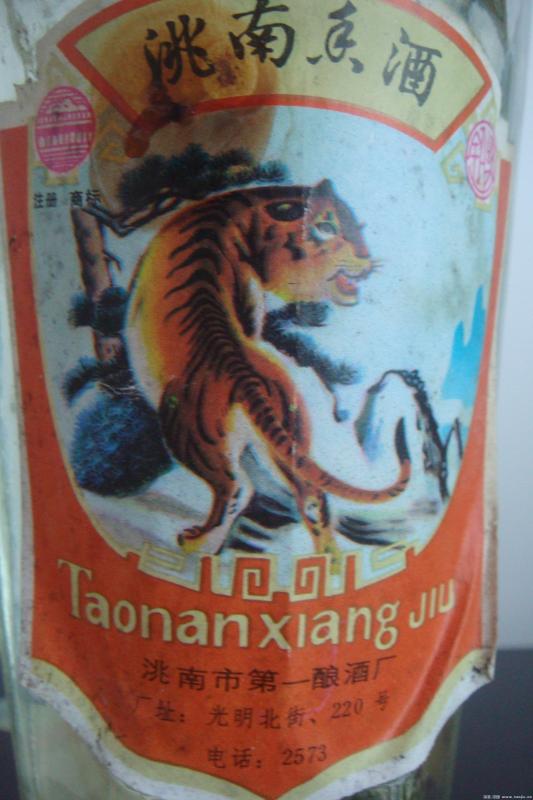 洮南香酒
注册 商标
Taonanxiang JIU
洮南市第一酿酒厂
厂址：光明北街、220 号
电话：2573